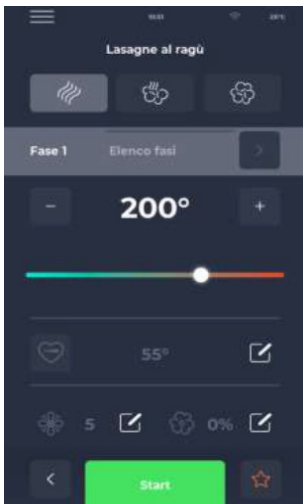 Lasagne al ragù
Fase 1 Elenco fasi >
- 200° +
55°
5 0%
< Start